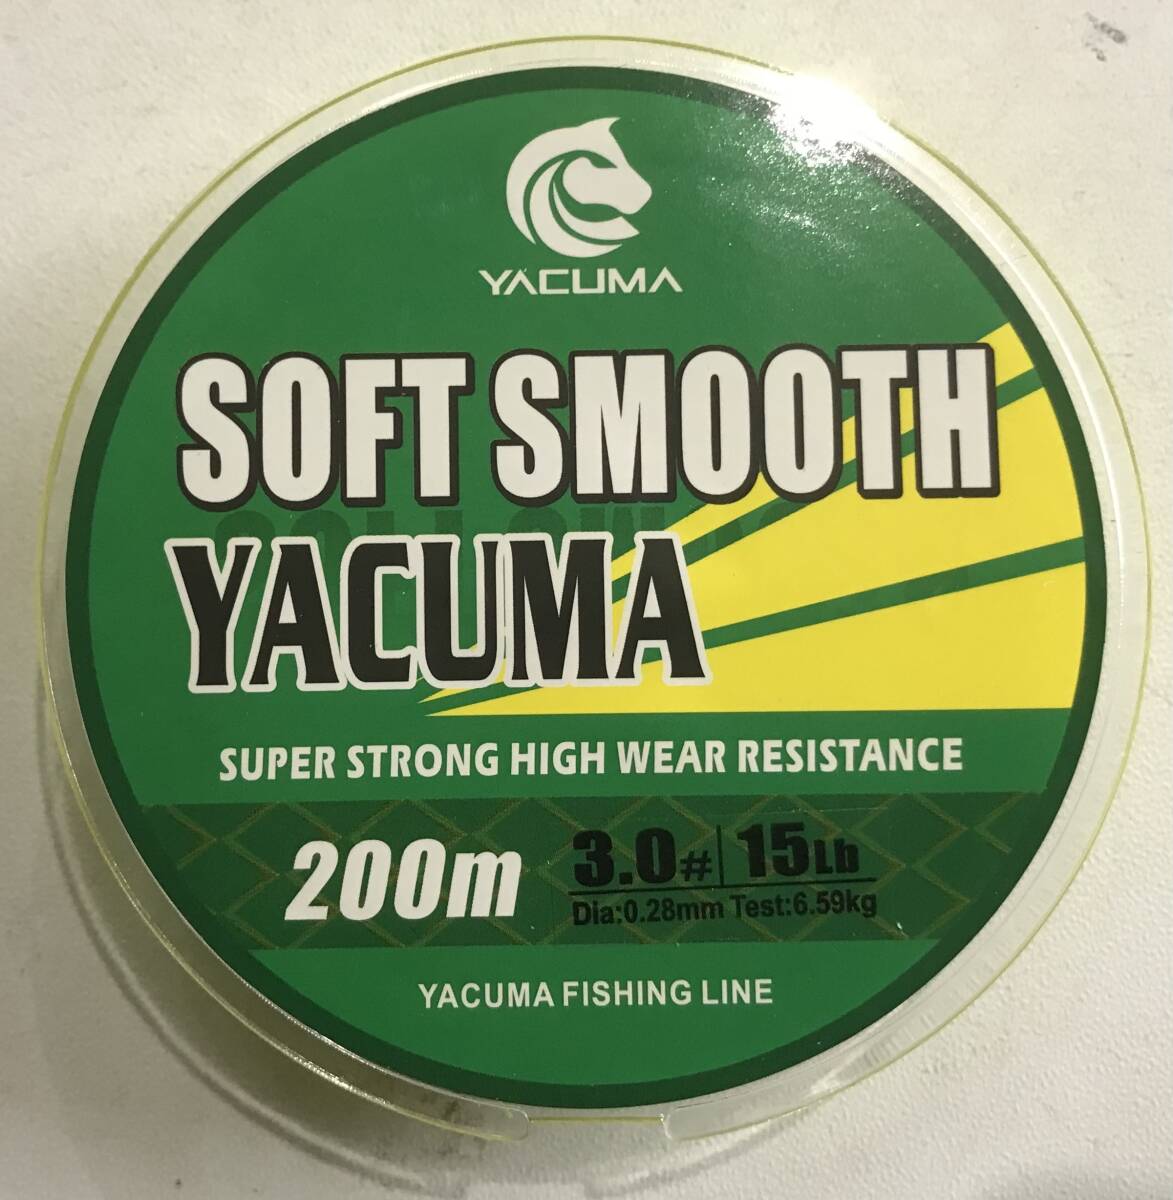 YACUMA
SOFT SMOOTH
YACUMA
SUPER STRONG HIGH WEAR RESISTANCE
200m 3.0# 15Lb
Dia:0.28mm Test:6.59kg
YACUMA FISHING LINE